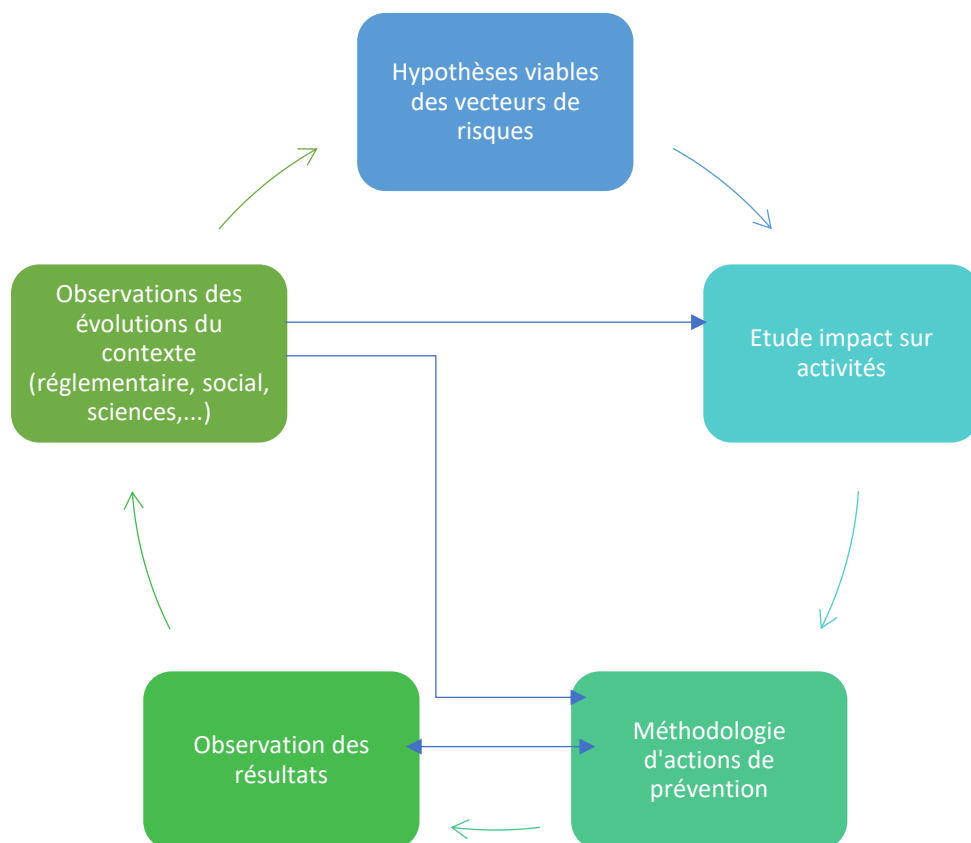 Hypothèses viables
des vecteurs de
risques
Observations des
évolutions du
contexte
(réglementaire, social,
sciences,...)
Etude impact sur
activités
Observation des
résultats
Méthodologie
d'actions de
prévention